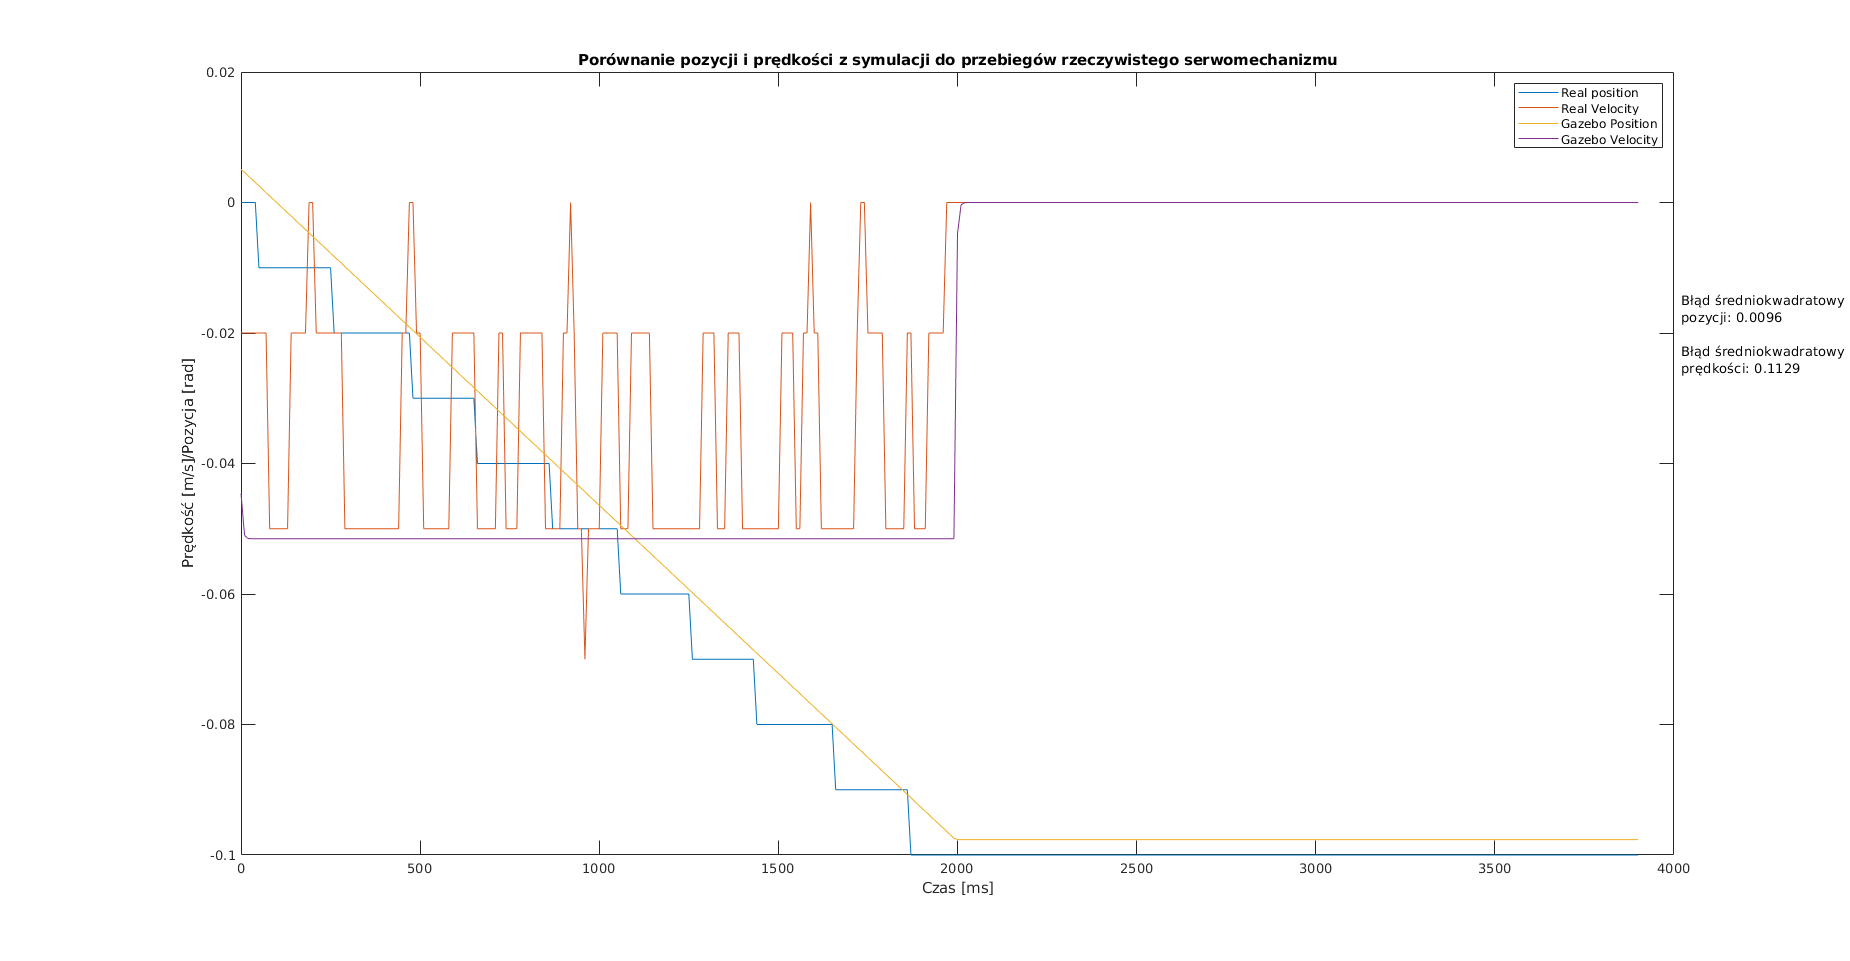 Porównanie pozycji i prędkości z symulacji do przebiegów rzeczywistego serwomechanizmu
Real position
Real Velocity
Gazebo Position
Gazebo Velocity
0.02
0
-0.02
-0.04
-0.06
-0.08
-0.1
Prędkość [m/s]/Pozycja [rad]
0
500
1000
1500
2000
2500
3000
3500
4000
Czas [ms]
Błąd średniokwadratowy
pozycji: 0.0096
Błąd średniokwadratowy
prędkości: 0.1129